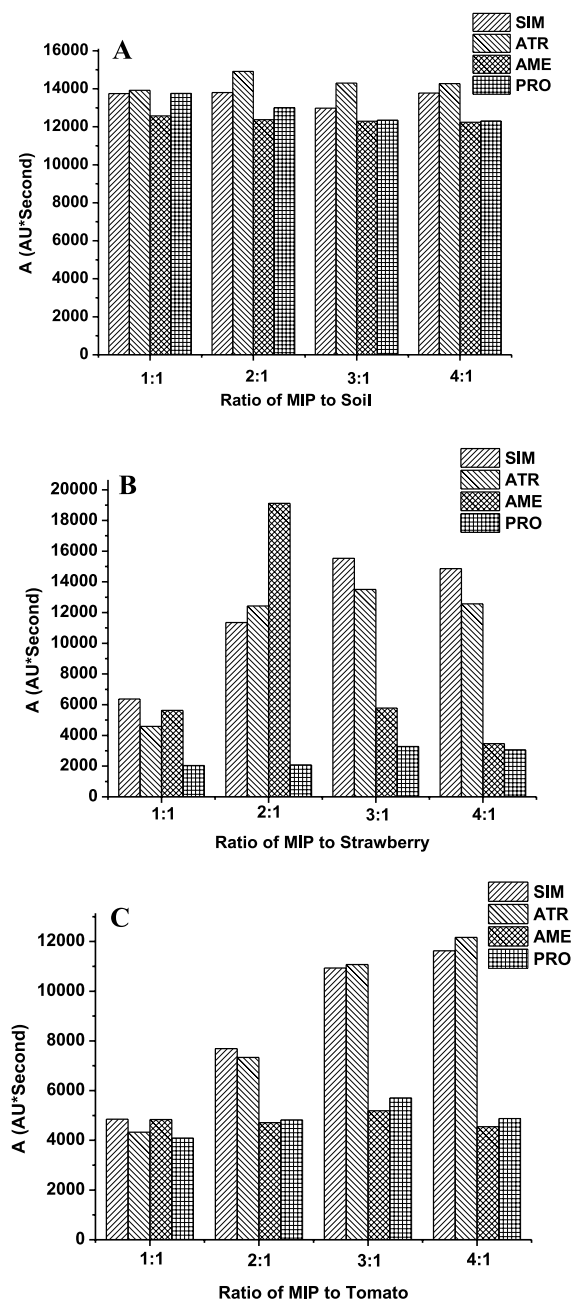 SIM
ATR
AME
PRO
A
16000
14000
12000
10000
8000
6000
4000
2000
0
A (AU*Second)
1:1 2:1 3:1 4:1
Ratio of MIP to Soil
SIM
ATR
AME
PRO
B
20000
18000
16000
14000
12000
10000
8000
6000
4000
2000
0
A (AU*Second)
1:1 2:1 3:1 4:1
Ratio of MIP to Strawberry
SIM
ATR
AME
PRO
C
12000
10000
8000
6000
4000
2000
0
A (AU*Second)
1:1 2:1 3:1 4:1
Ratio of MIP to Tomato